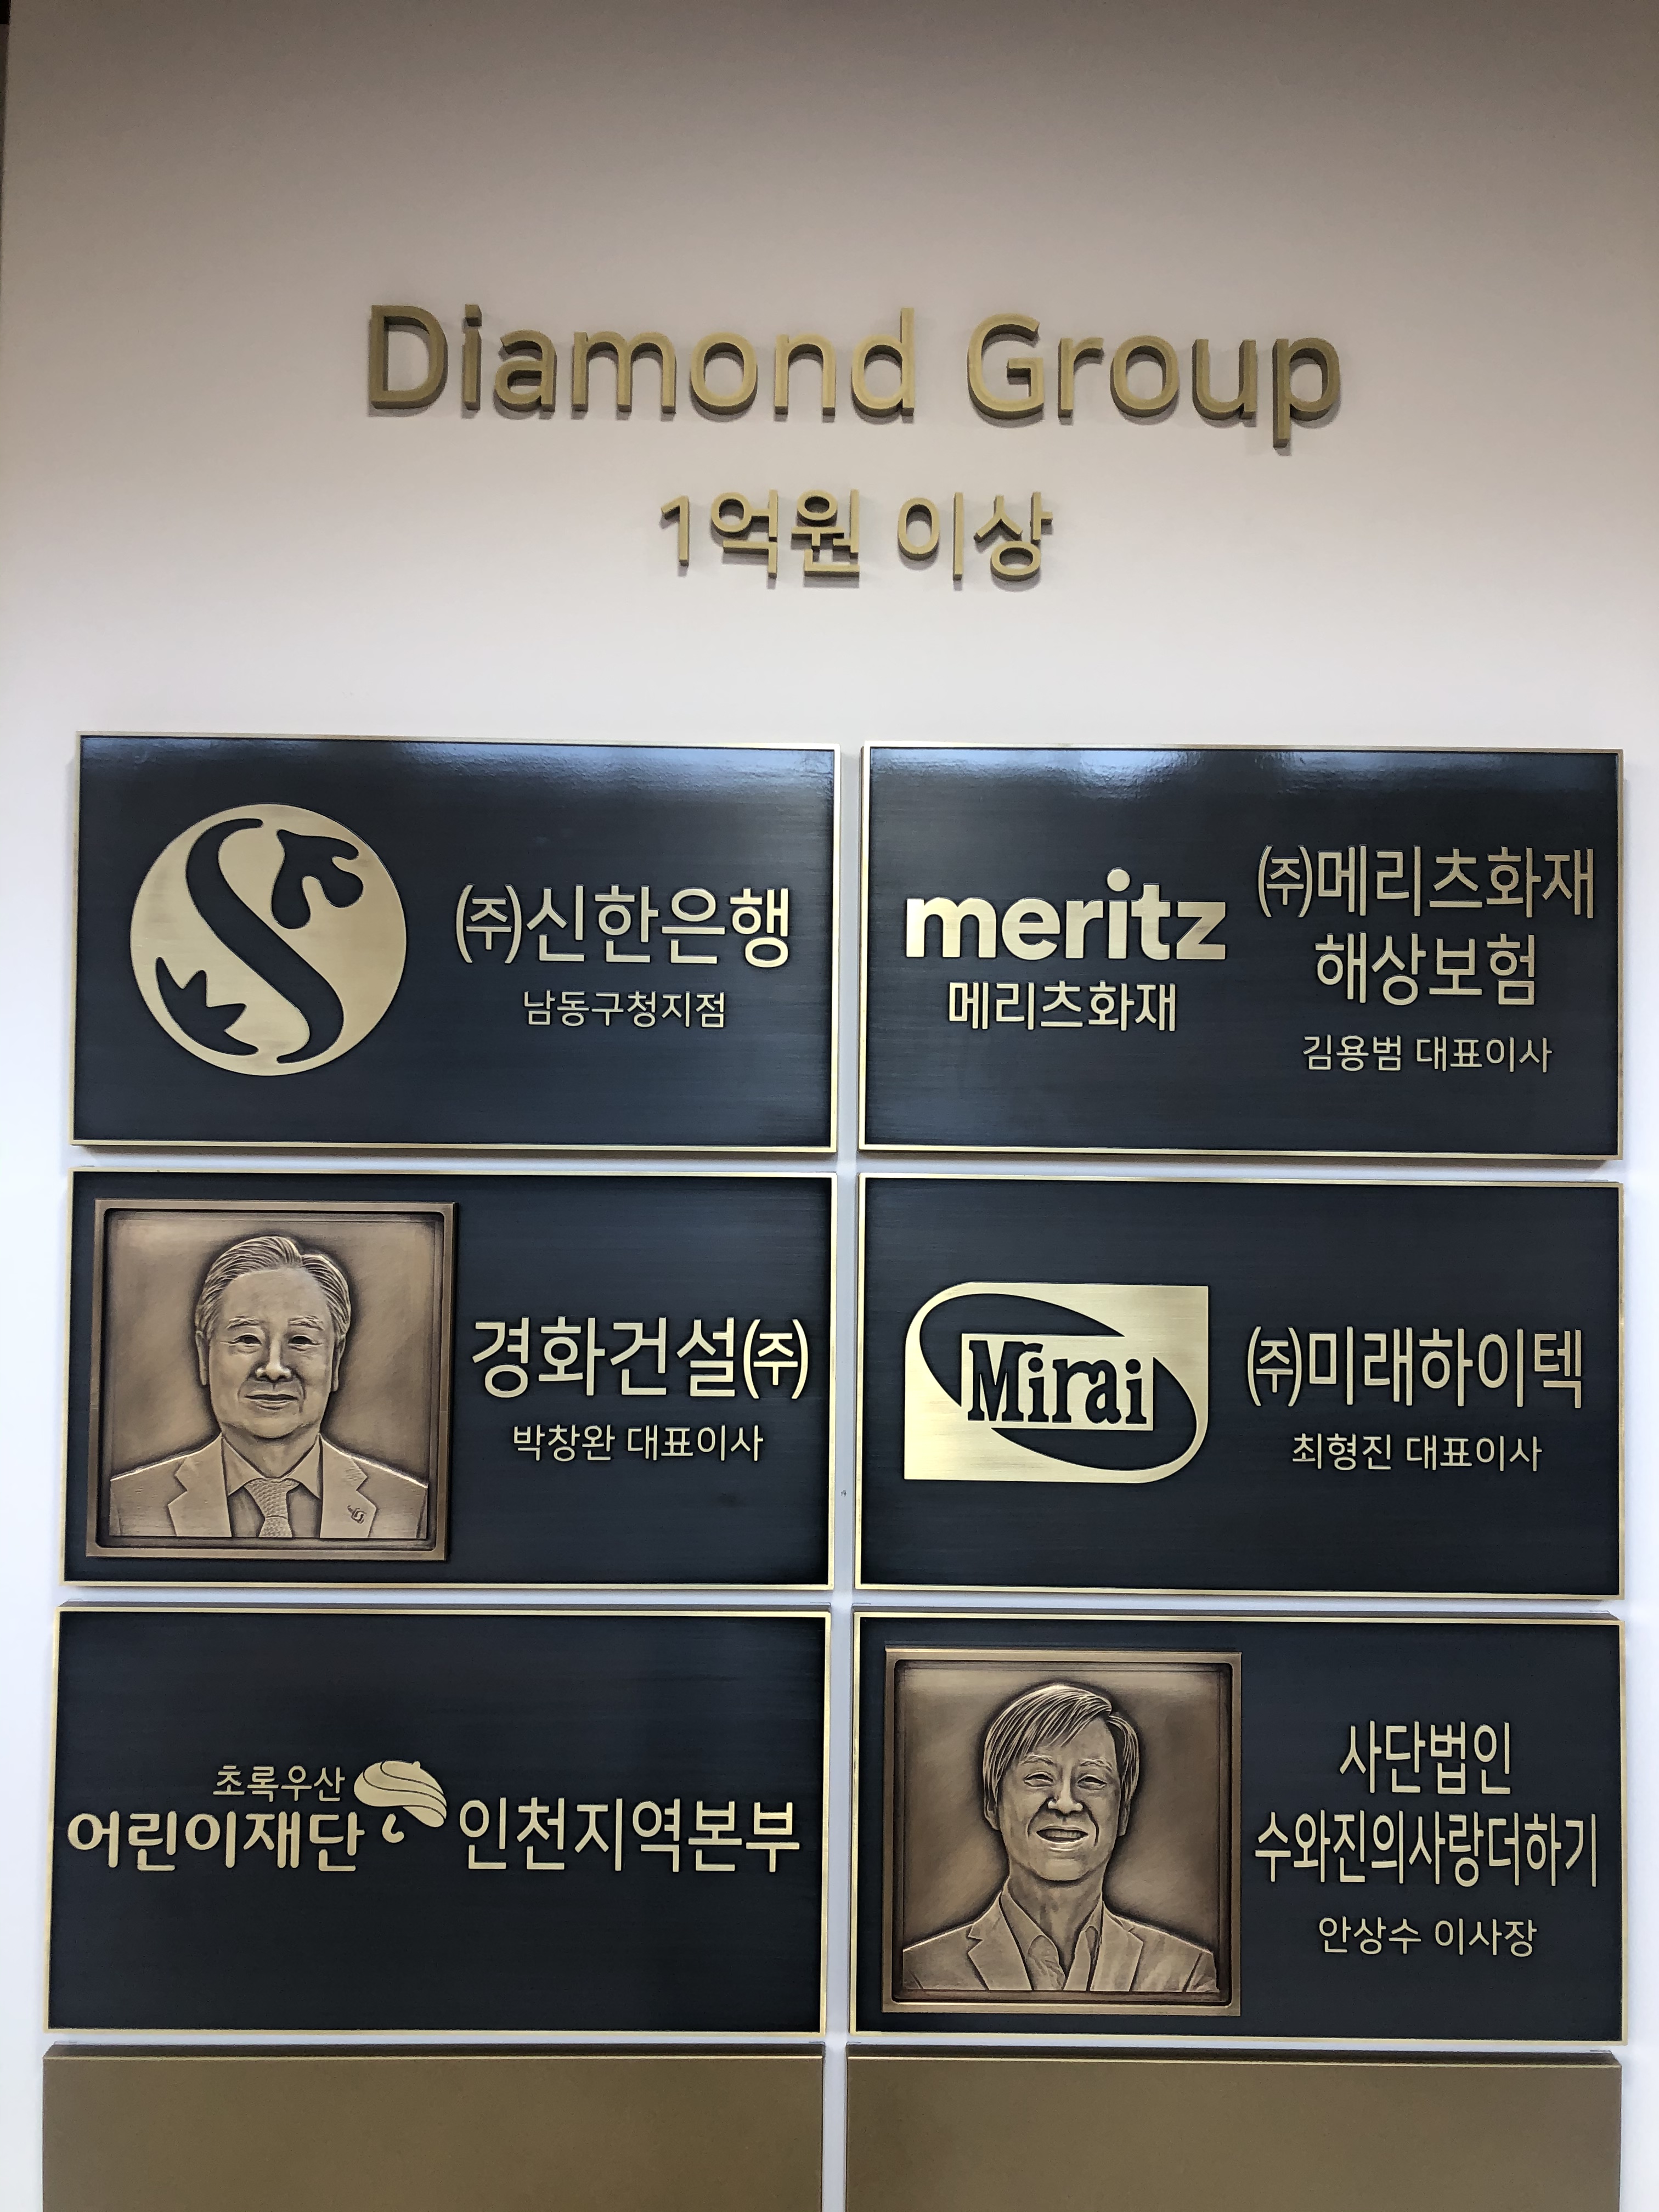 Diamond Group
1억원 이상
㈜신한은행
남동구청지점
meritz
메리츠화재
㈜메리츠화재
해상보험
김용범 대표이사
경화건설㈜
박창완 대표이사
Mirai
㈜미래하이텍
최형진 대표이사
초록우산
어린이재단
인천지역본부
사단법인
수와진의사랑더하기
안상수 이사장